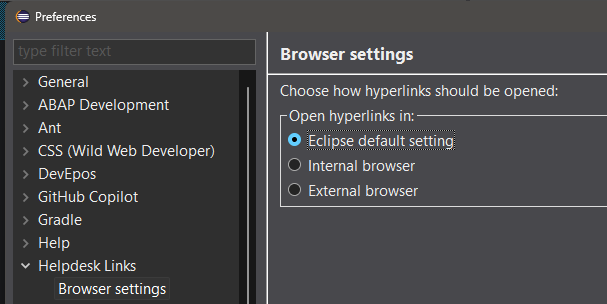 Preferences
type filter text
General
ABAP Development
Ant
CSS (Wild Web Developer)
DevEpos
GitHub Copilot
Gradle
Help
Helpdesk Links
Browser settings
Browser settings
Choose how hyperlinks should be opened:
Open hyperlinks in:
Eclipse default setting
Internal browser
External browser